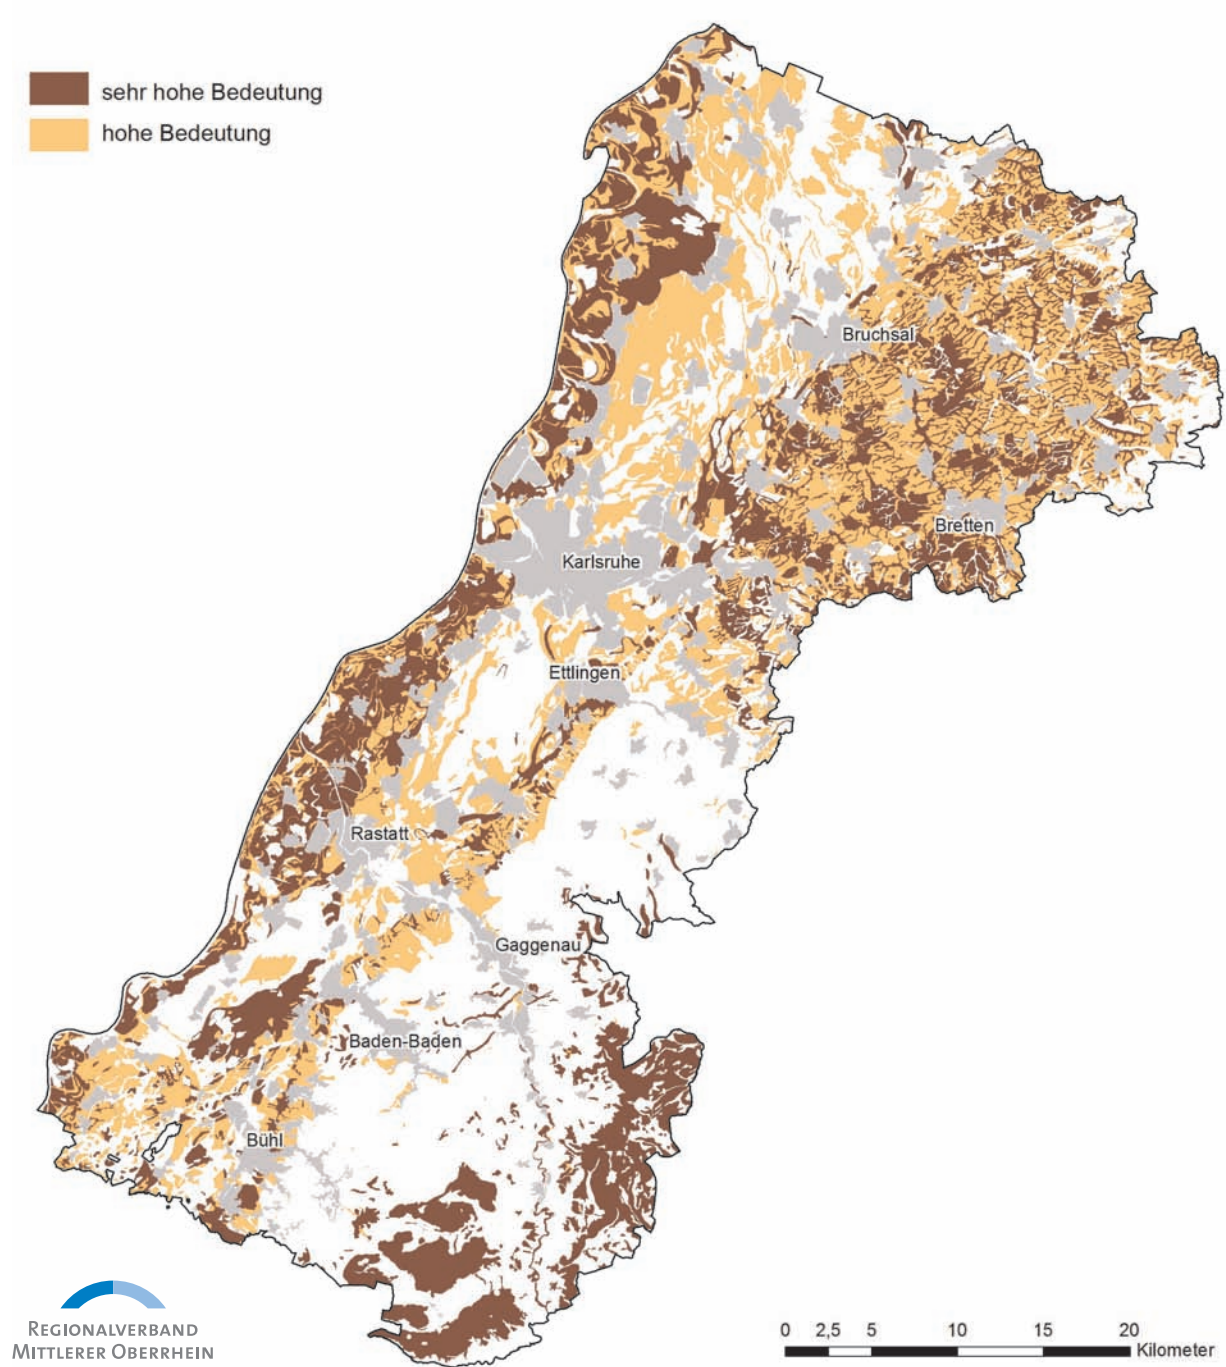 sehr hohe Bedeutung
hohe Bedeutung
Bruchsal
Bretten
Karlsruhe
Ettlingen
Rastatt
Gaggenau
Baden-Baden
Bühl
REGIONALVERBAND
MITTLERER OBERRHEIN
0 2,5 5 10 15 20
Kilometer